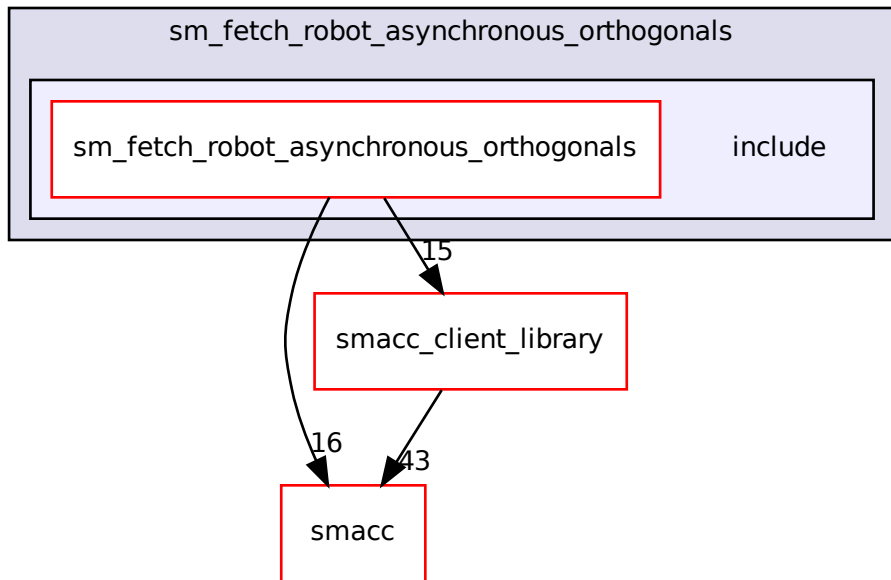 sm_fetch_robot_asynchronous_orthogonals
sm_fetch_robot_asynchronous_orthogonals
include
15
smacc_client_library
16
43
smacc